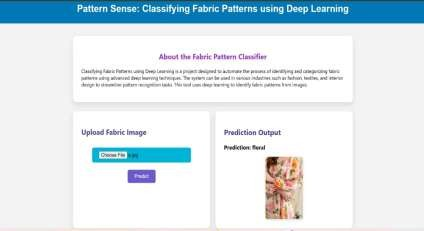 Pattern Sense: Classifying Fabric Patterns using Deep Learning
About the Fabric Pattern Classifier
Classifying Fabric Patterns using Deep Learning is a project designed to automate the process of identifying and categorizing fabric
patterns using advanced deep learning techniques. The system can be used in various industries such as fashion, textiles, and interior
design to streamline pattern recognition tasks. This tool uses deep learning to identify fabric patterns from images.
Upload Fabric Image
Choose File
Predict
Prediction Output
Prediction: floral